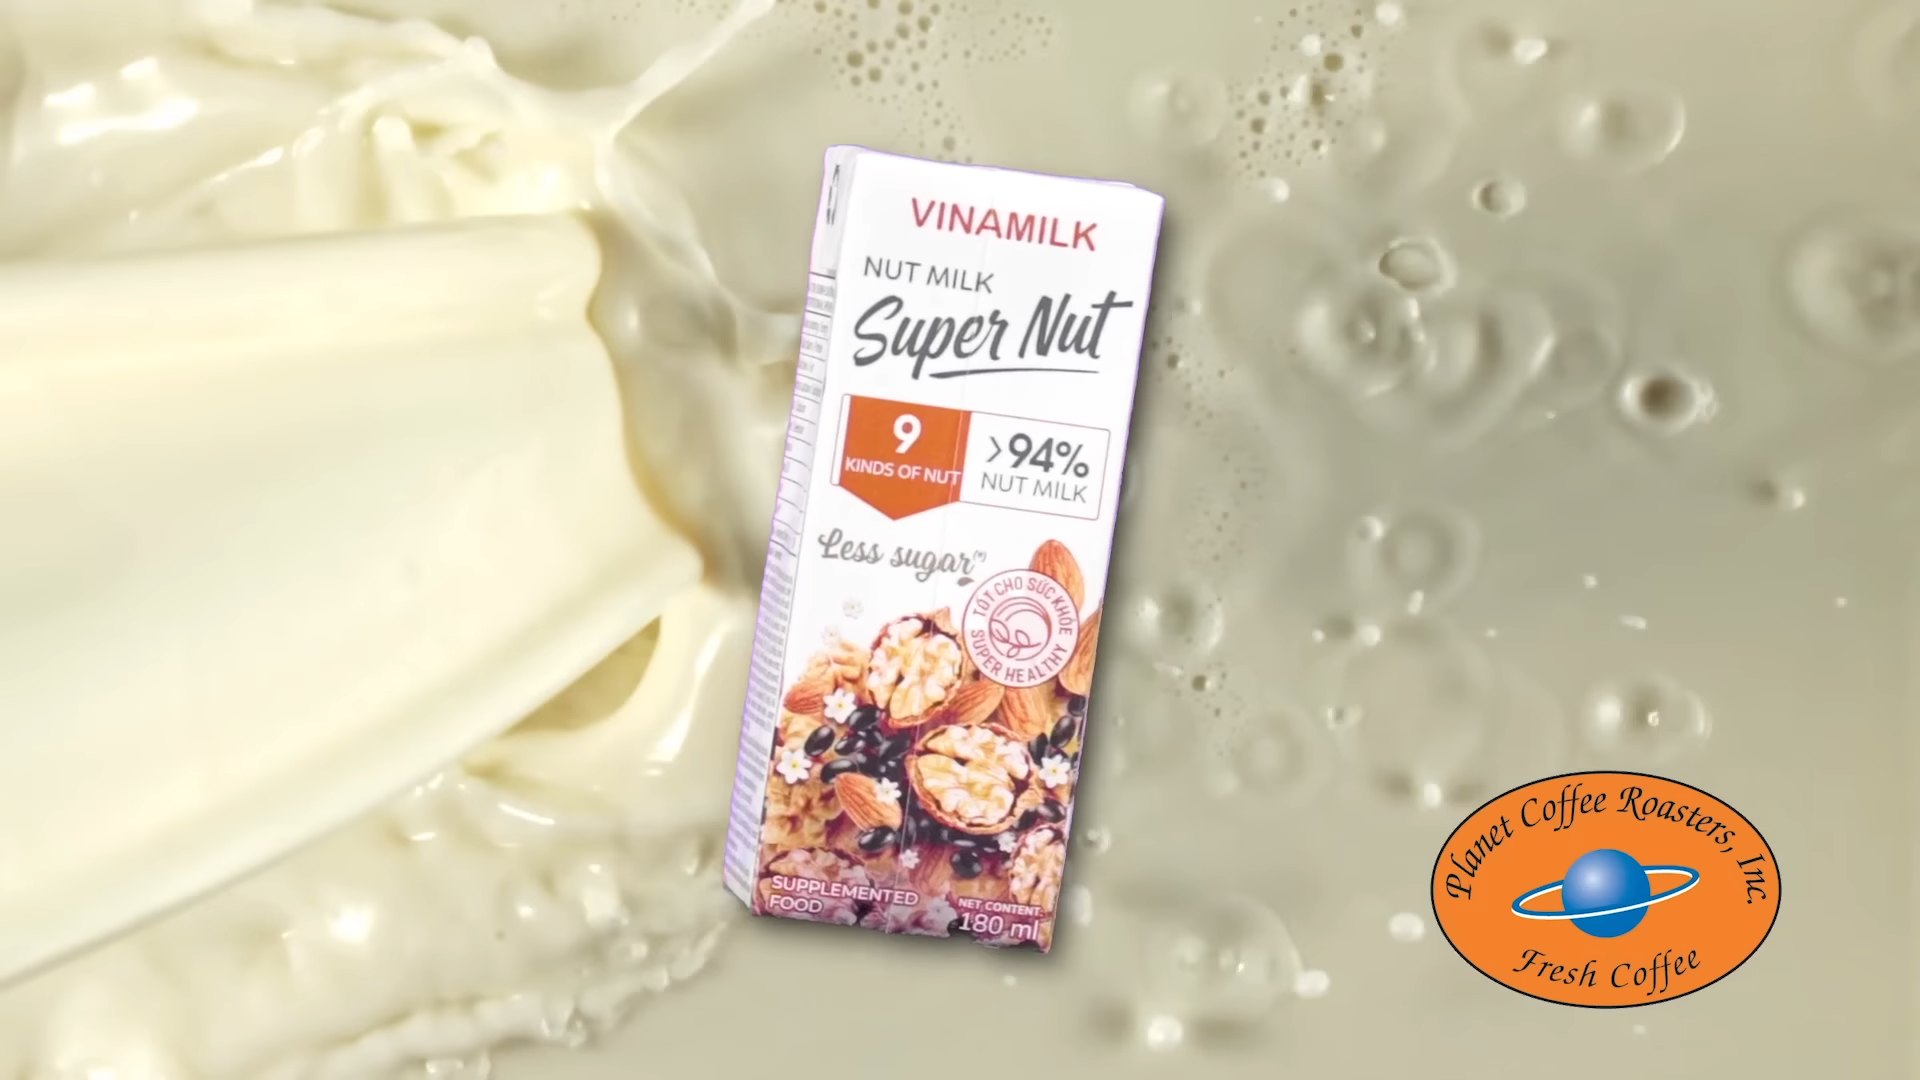 VINAMILK
NUT MILK
Super Nut
9
KINDS OF NUT
>94%
NUT MILK
Less sugar(*)
TỐT CHO SỨC KHỎE
SUPER HEALTHY
SUPPLEMENTED
FOOD
NET CONTENT:
180 ml
Planet Coffee Roasters, Inc.
Fresh Coffee